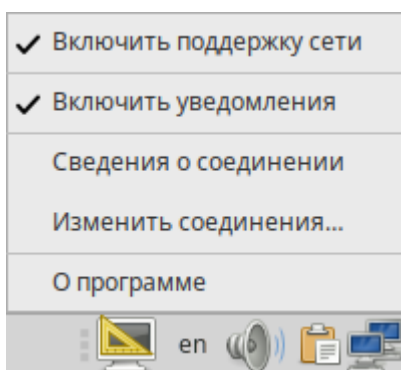 Включить поддержку сети
Включить уведомления
Сведения о соединении
Изменить соединения...
О программе
en